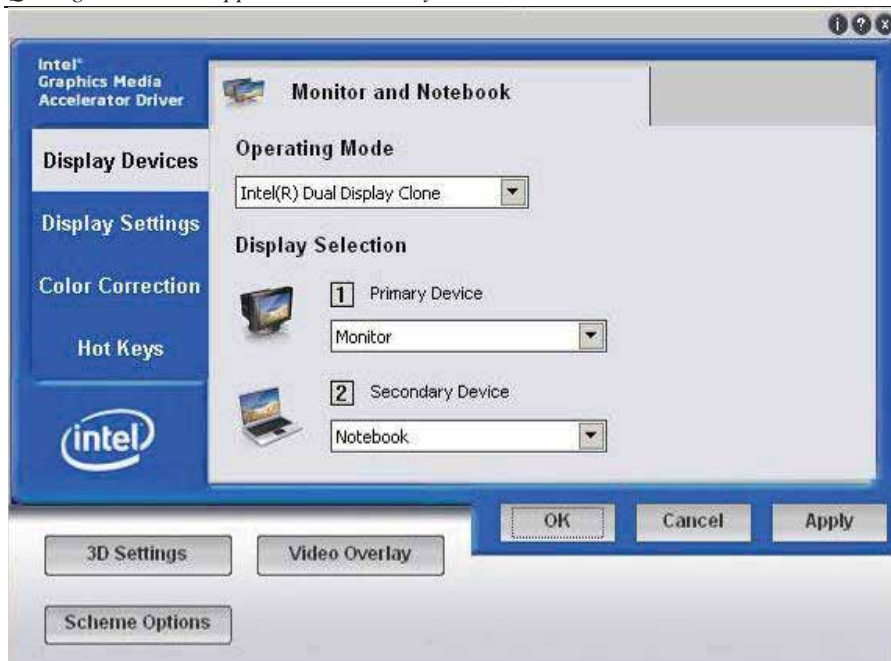 Intel®
Graphics Media
Accelerator Driver
Monitor and Notebook
Display Devices
Display Settings
Color Correction
Hot Keys
intel
Operating Mode
Intel(R) Dual Display Clone
Display Selection
1 Primary Device
Monitor
2 Secondary Device
Notebook
OK Cancel Apply
3D Settings Video Overlay
Scheme Options